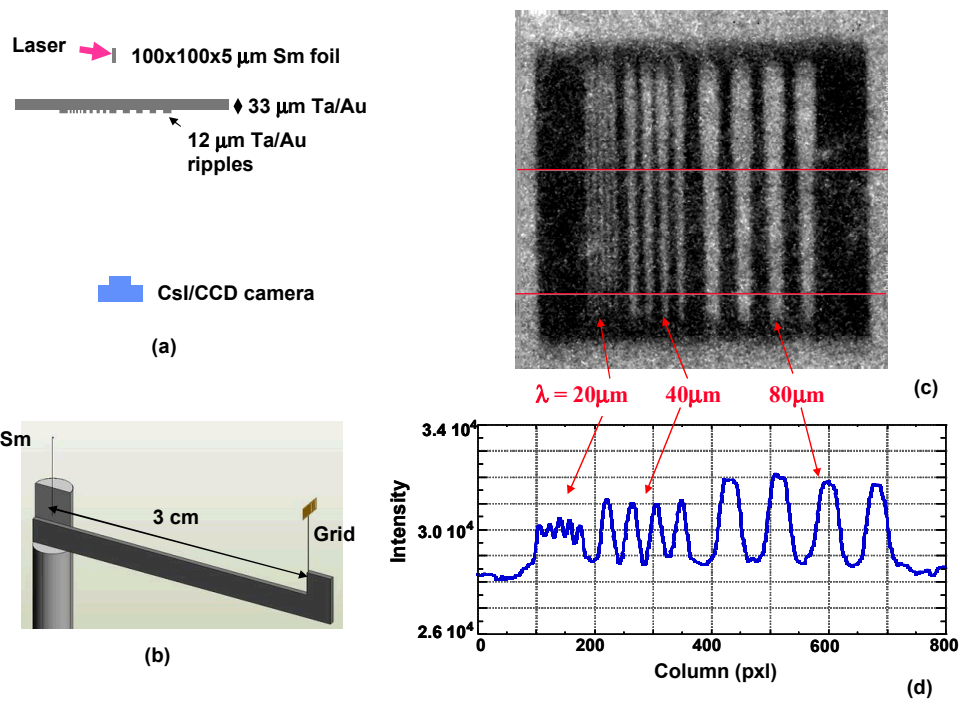 Laser
100x100x5 μm Sm foil
33 μm Ta/Au
12 μm Ta/Au
ripples
CsI/CCD camera
(a)
Sm
3 cm
Grid
(b)
(c)
λ = 20μm 40μm 80μm
3.4 10⁴
3.0 10⁴
2.6 10⁴
Intensity
0 200 400 600 800
Column (pxl)
(d)